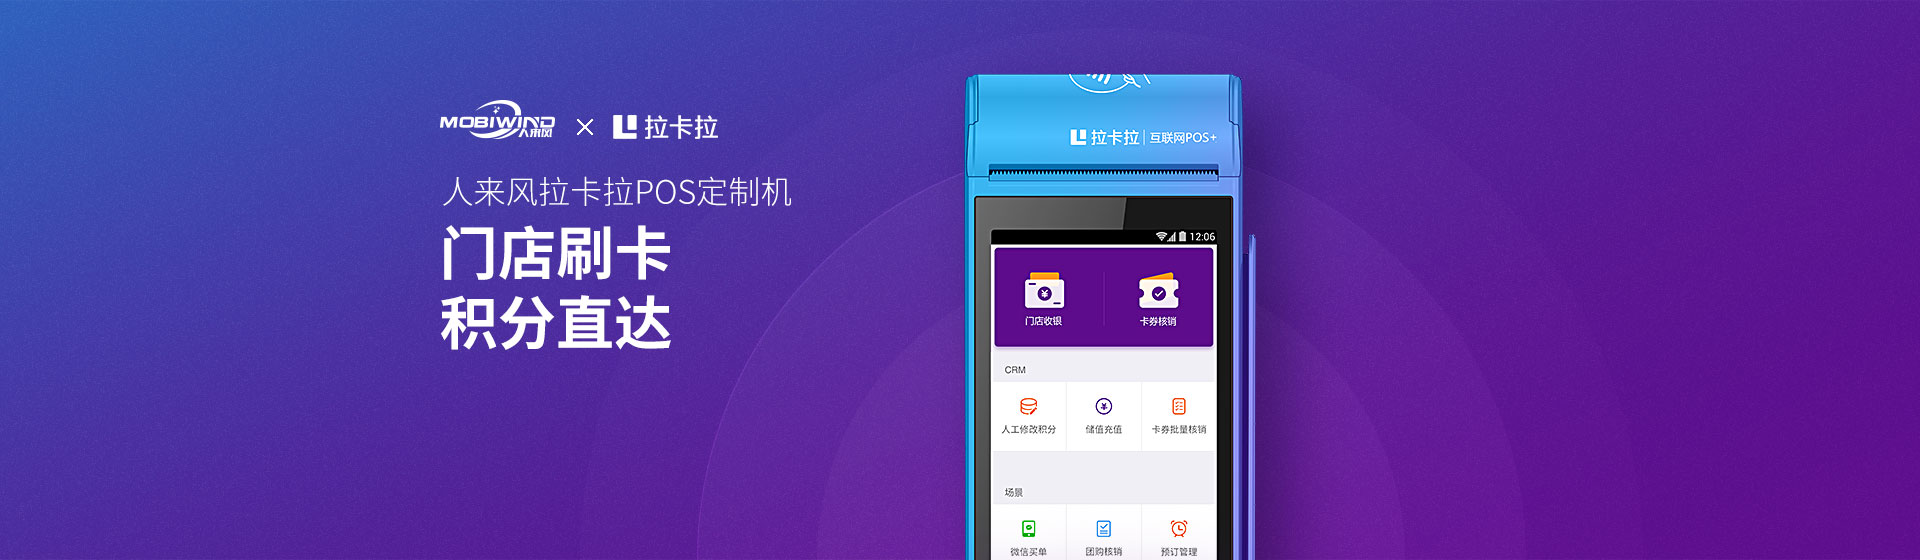 MOBIWIND 人来风 × 拉卡拉
人来风拉卡拉POS定制机
门店刷卡
积分直达
拉卡拉 | 互联网POS+
12:06
门店收银 卡券核销
CRM
人工修改积分 储值充值 卡券批量核销
场景
微信买单 团购核销 预订管理